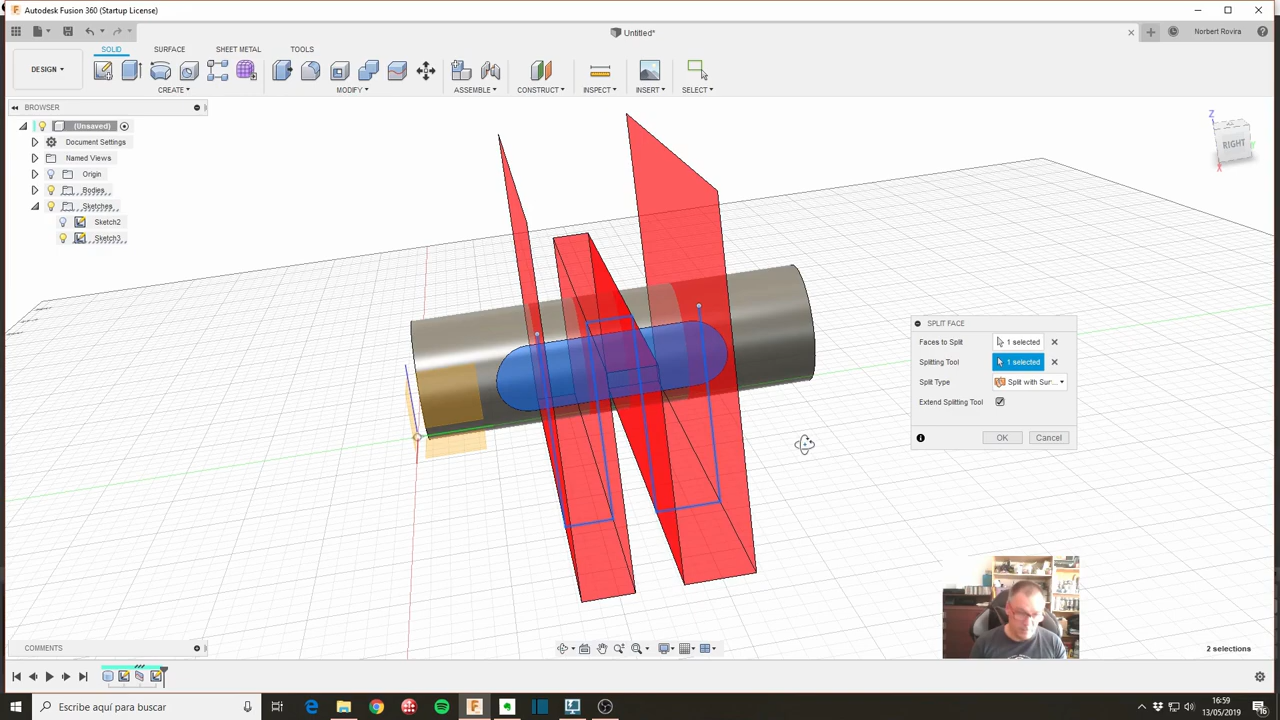 Autodesk Fusion 360 (Startup License)
Untitled*
Norbert Rovira
SOLID SURFACE SHEET METAL TOOLS
DESIGN
CREATE MODIFY ASSEMBLE CONSTRUCT INSPECT INSERT SELECT
BROWSER
(Unsaved)
Document Settings
Named Views
Origin
Bodies
Sketches
Sketch2
Sketch3
Z
RIGHT
X
SPLIT FACE
Faces to Split 1 selected
Splitting Tool 1 selected
Split Type Split with Sur...
Extend Splitting Tool
OK Cancel
COMMENTS
2 selections
Escribe aquí para buscar
16:59
13/05/2019
16